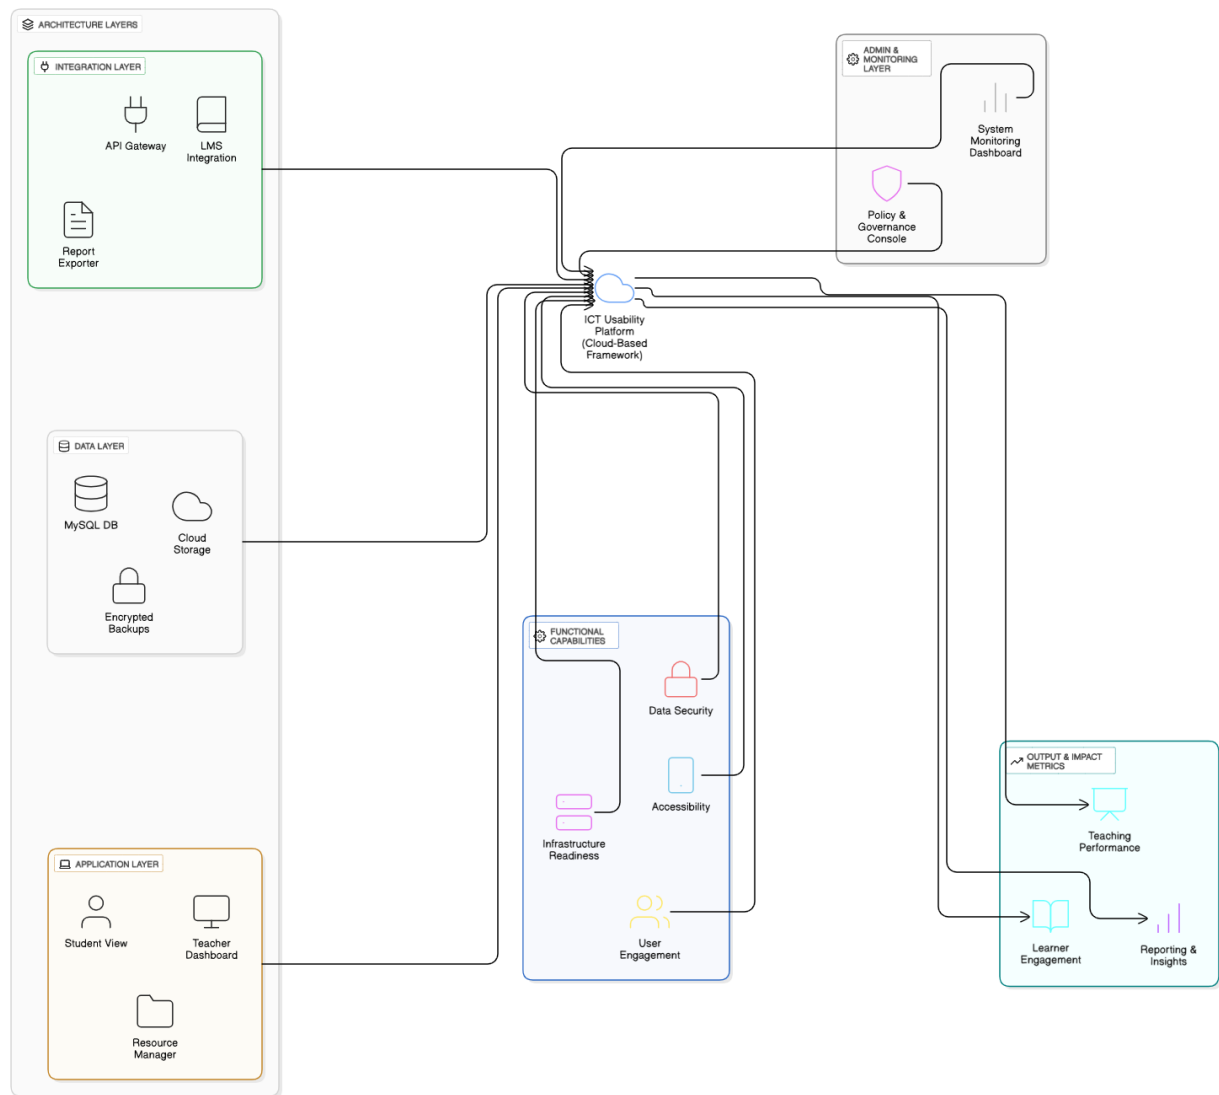 ARCHITECTURE LAYERS
INTEGRATION LAYER
API Gateway
LMS
Integration
Report
Exporter
DATA LAYER
MySQL DB
Cloud
Storage
Encrypted
Backups
APPLICATION LAYER
Student View
Teacher
Dashboard
Resource
Manager
ADMIN &
MONITORING
LAYER
System
Monitoring
Dashboard
Policy &
Governance
Console
ICT Usability
Platform
(Cloud-Based
Framework)
FUNCTIONAL
CAPABILITIES
Data Security
Accessibility
Infrastructure
Readiness
User
Engagement
OUTPUT & IMPACT
METRICS
Teaching
Performance
Learner
Engagement
Reporting &
Insights